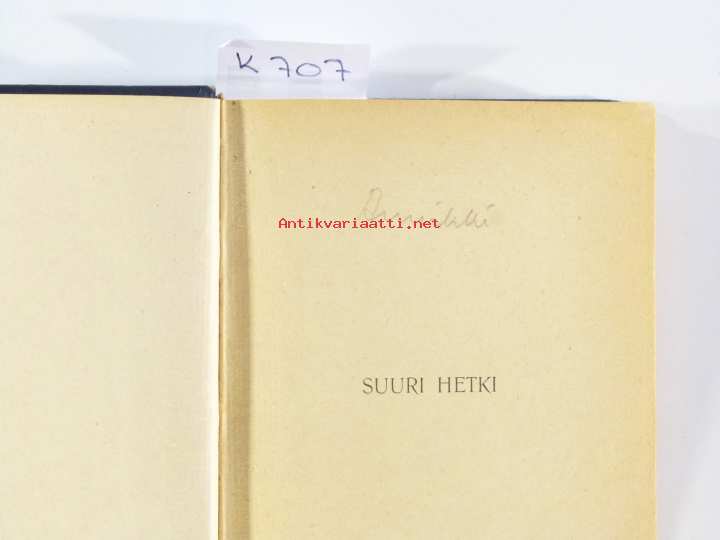 K 707
Antikvariaatti.net
SUURI HETKI